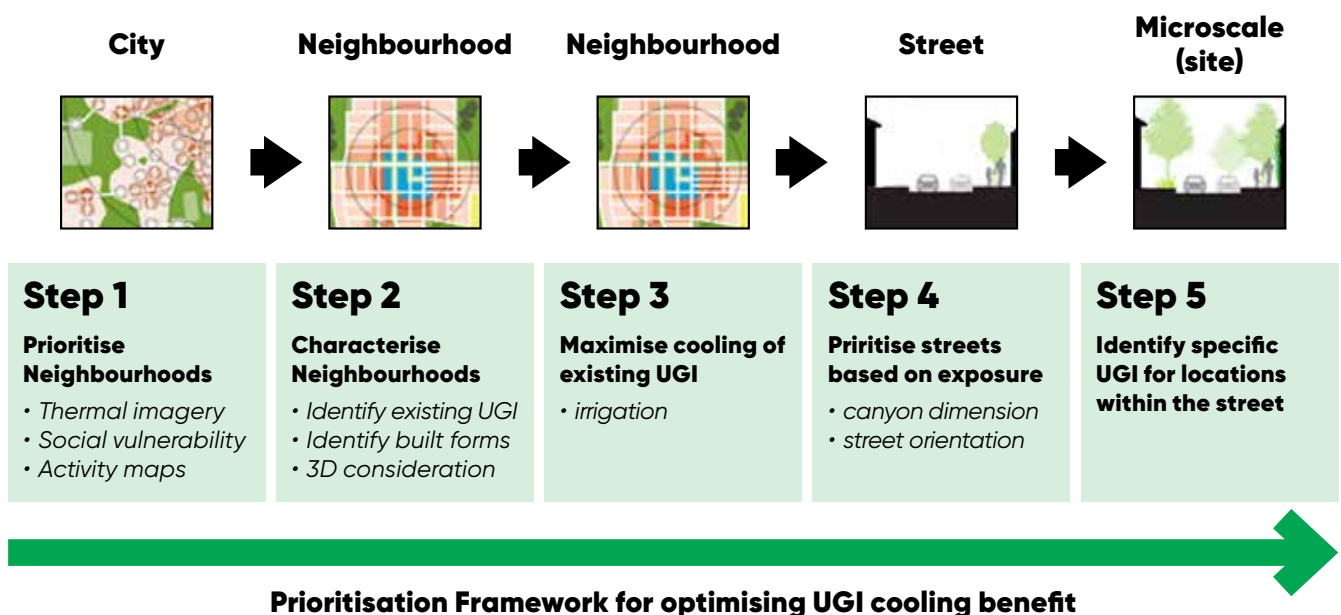 City
Neighbourhood
Neighbourhood
Street
Microscale
(site)
Step 1
Prioritise
Neighbourhoods
• Thermal imagery
• Social vulnerability
• Activity maps
Step 2
Characterise
Neighbourhoods
• Identify existing UGI
• Identify built forms
• 3D consideration
Step 3
Maximise cooling of
existing UGI
• irrigation
Step 4
Priritise streets
based on exposure
• canyon dimension
• street orientation
Step 5
Identify specific
UGI for locations
within the street
Prioritisation Framework for optimising UGI cooling benefit